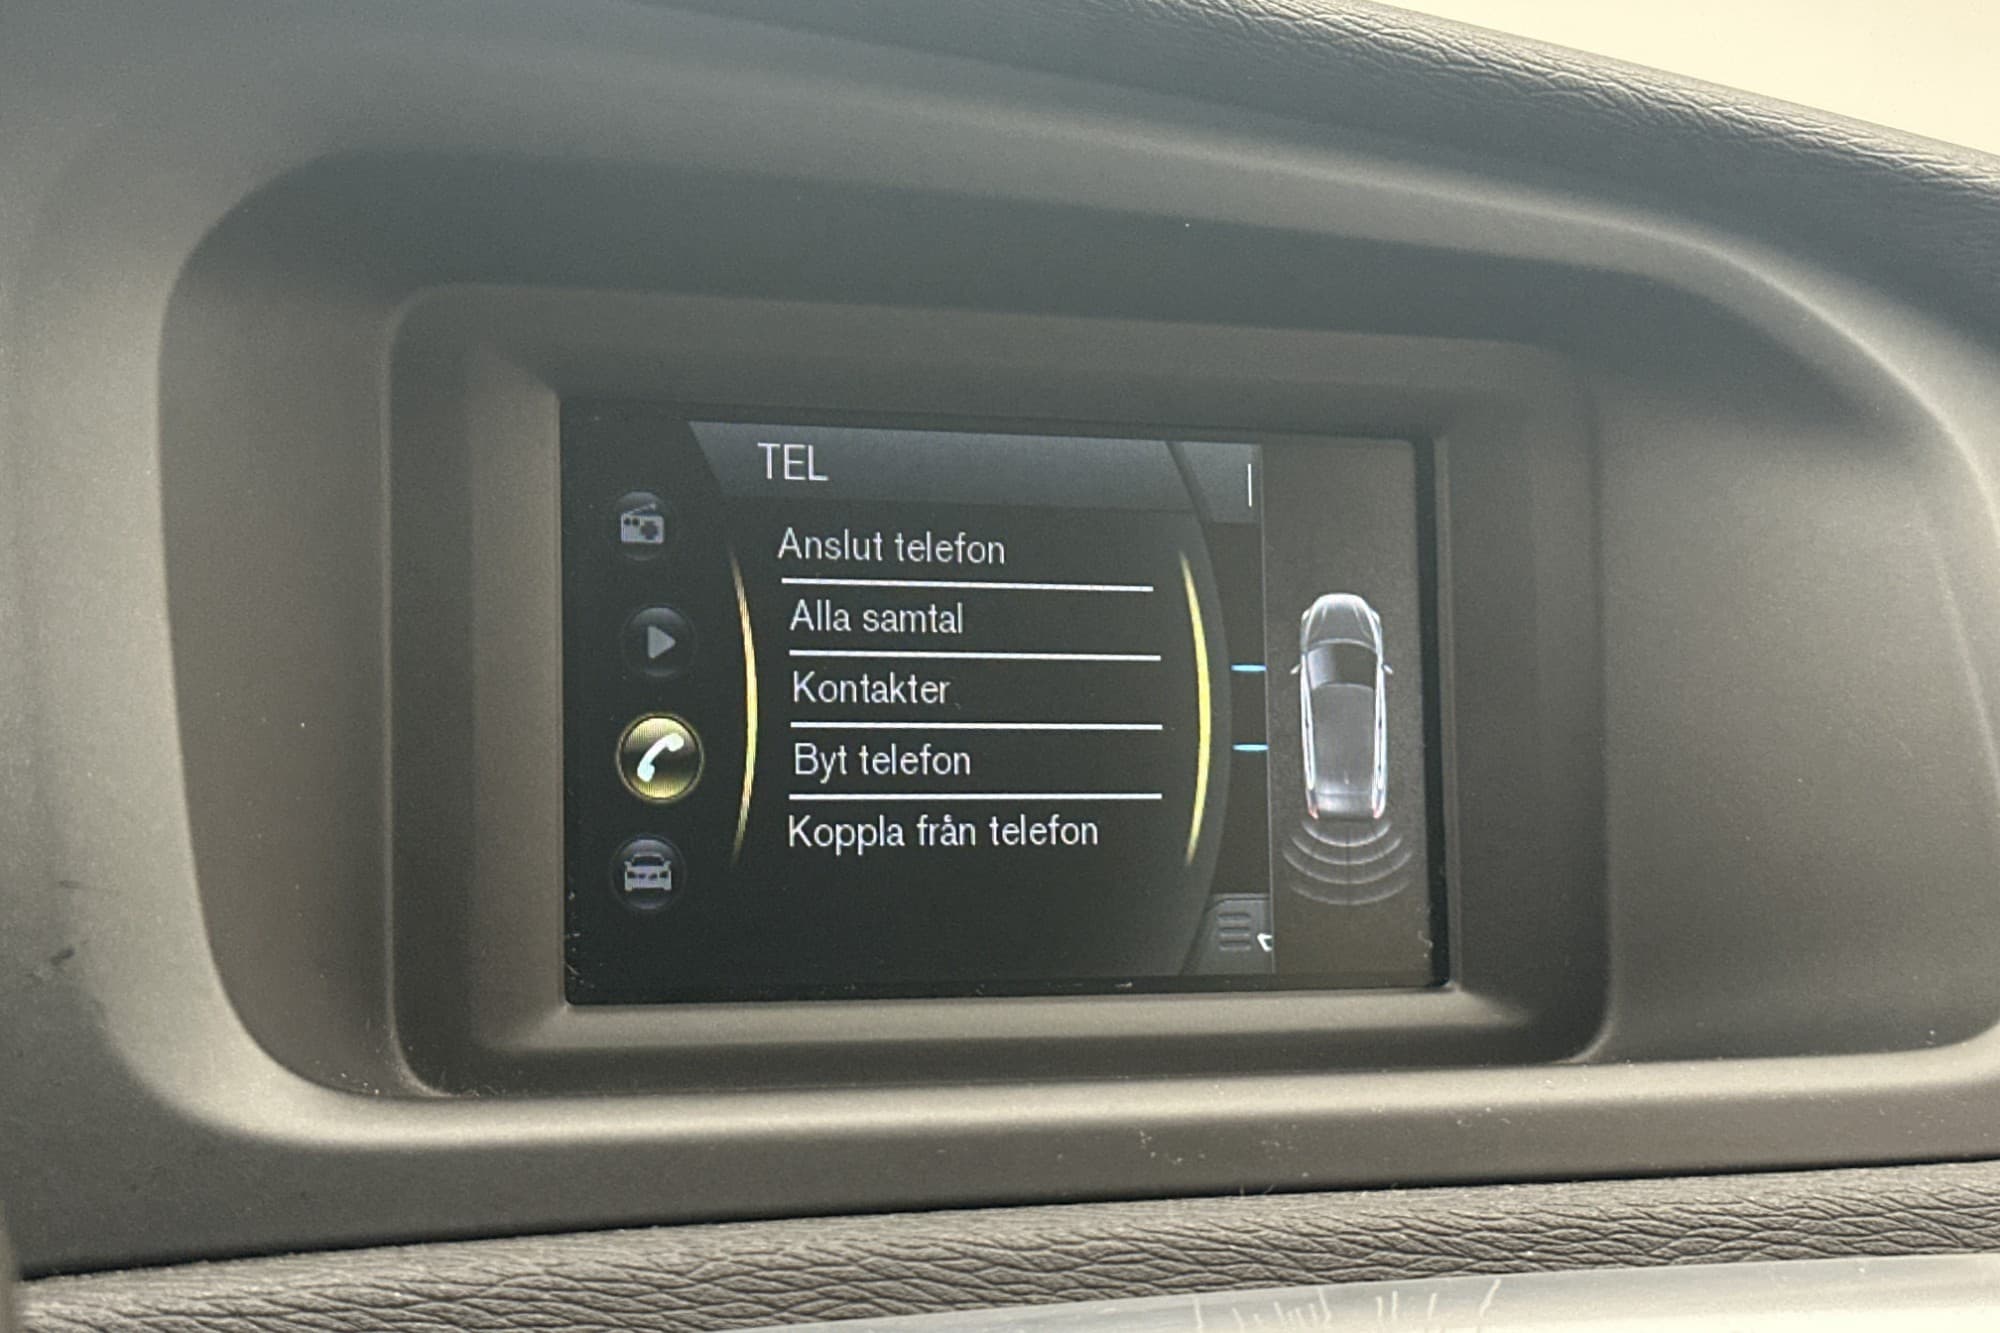 TEL
Anslut telefon
Alla samtal
Kontakter
Byt telefon
Koppla från telefon